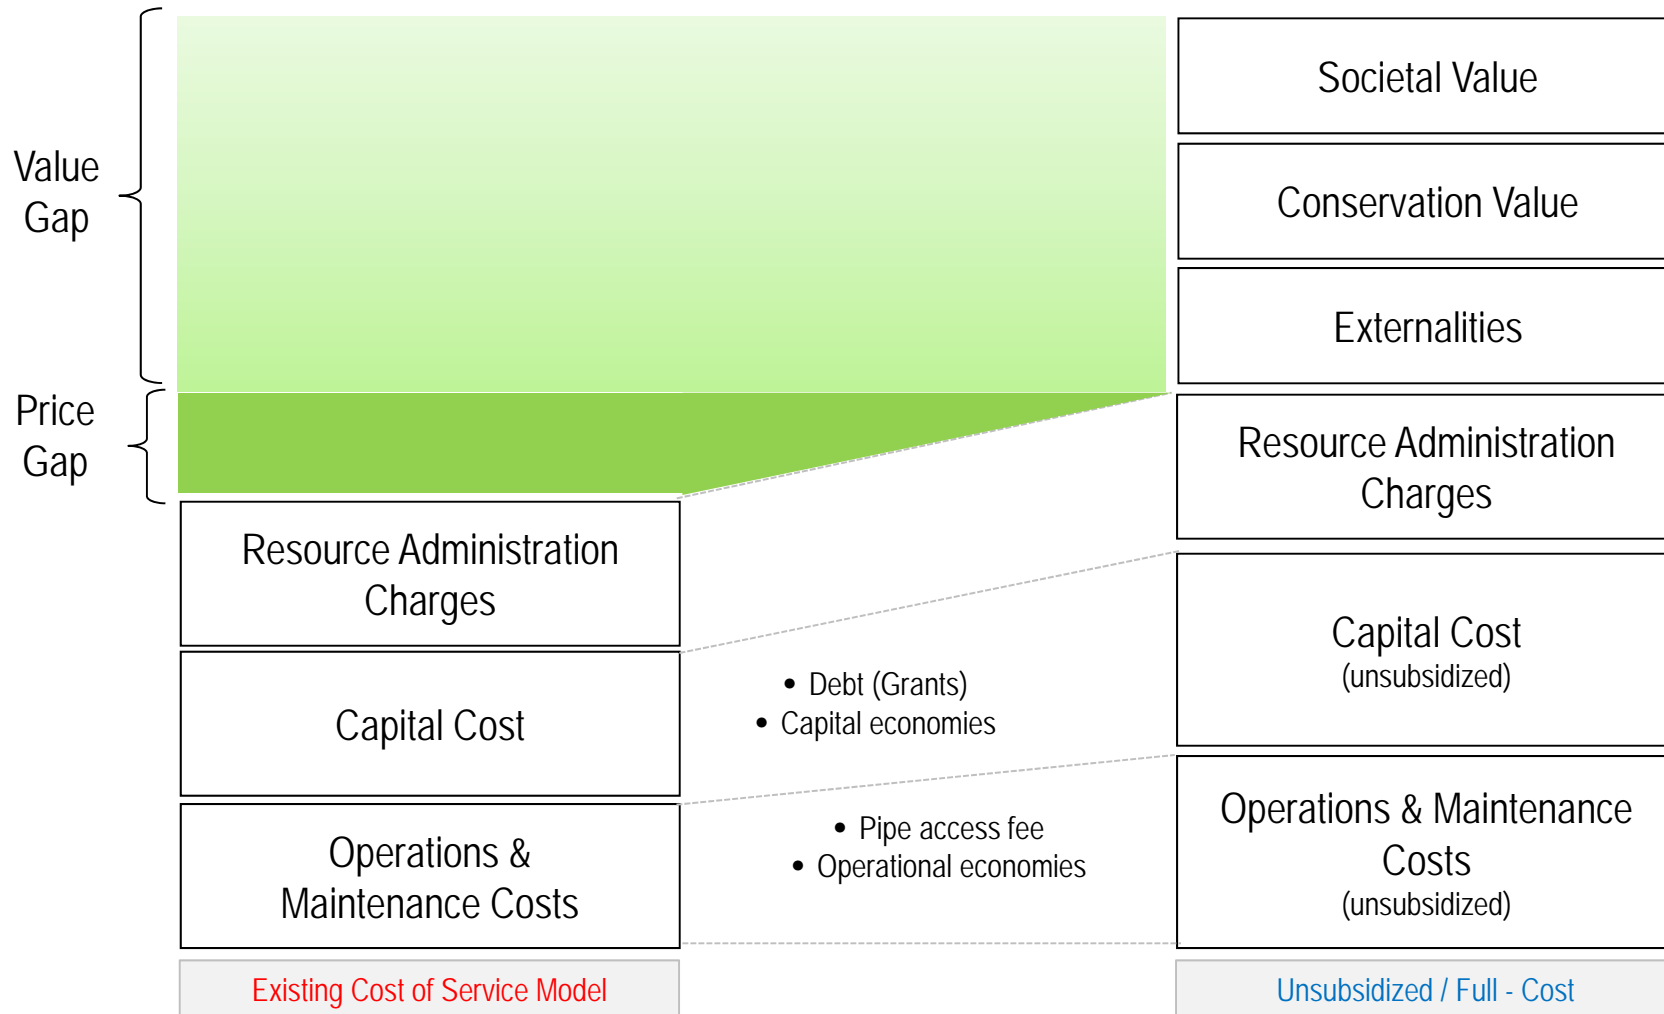 Value
Gap
Price
Gap
Resource Administration
Charges
Capital Cost
Operations &
Maintenance Costs
Existing Cost of Service Model
• Debt (Grants)
• Capital economies
• Pipe access fee
• Operational economies
Societal Value
Conservation Value
Externalities
Resource Administration
Charges
Capital Cost
(unsubsidized)
Operations & Maintenance
Costs
(unsubsidized)
Unsubsidized / Full - Cost